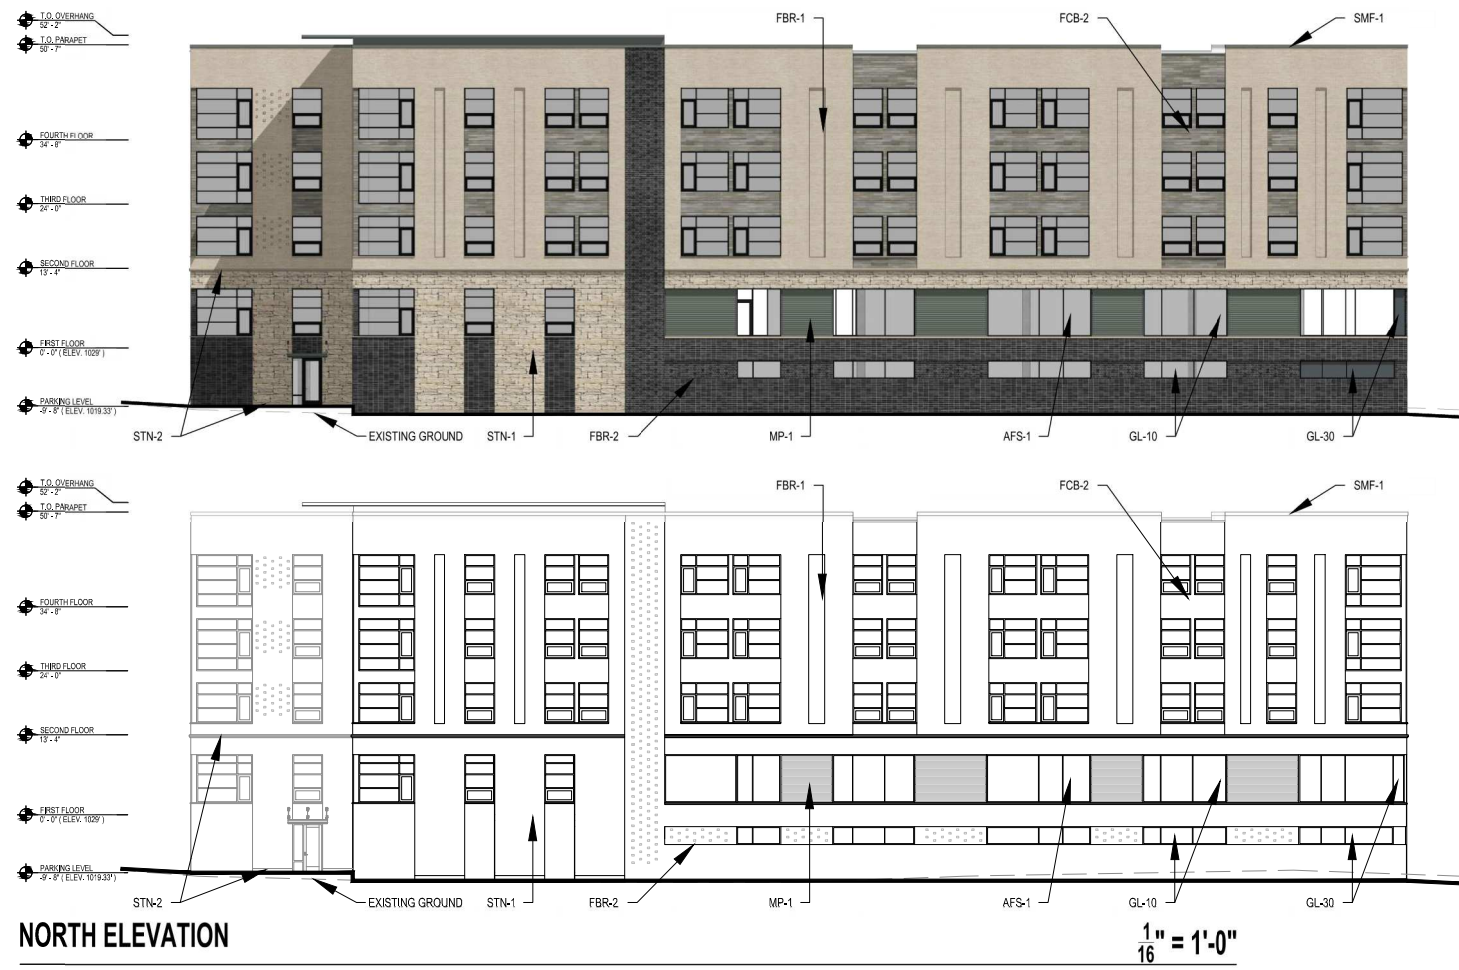 T.O. OVERHANG
52' - 2"
T.O. PARAPET
50' - 7"
FOURTH FLOOR
34' - 8"
THIRD FLOOR
24' - 0"
SECOND FLOOR
13' - 4"
FIRST FLOOR
0' - 0" ( ELEV. 1029' )
PARKING LEVEL
-9' - 8" ( ELEV. 1019.33' )
FBR-1
FCB-2
SMF-1
STN-2
EXISTING GROUND
STN-1
FBR-2
MP-1
AFS-1
GL-10
GL-30
T.O. OVERHANG
52' - 2"
T.O. PARAPET
50' - 7"
FOURTH FLOOR
34' - 8"
THIRD FLOOR
24' - 0"
SECOND FLOOR
13' - 4"
FIRST FLOOR
0' - 0" ( ELEV. 1029' )
PARKING LEVEL
-9' - 8" ( ELEV. 1019.33' )
FBR-1
FCB-2
SMF-1
STN-2
EXISTING GROUND
STN-1
FBR-2
MP-1
AFS-1
GL-10
GL-30
NORTH ELEVATION
1/16" = 1'-0"